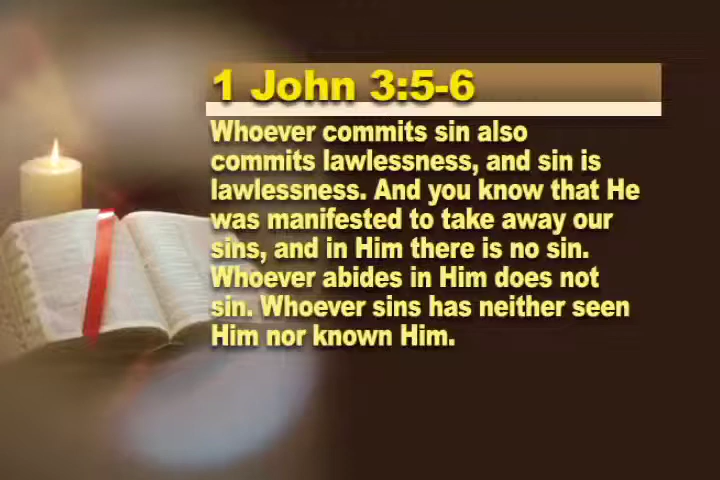 1 John 3:5-6
Whoever commits sin also
commits lawlessness, and sin is
lawlessness. And you know that He
was manifested to take away our
sins, and in Him there is no sin.
Whoever abides in Him does not
sin. Whoever sins has neither seen
Him nor known Him.